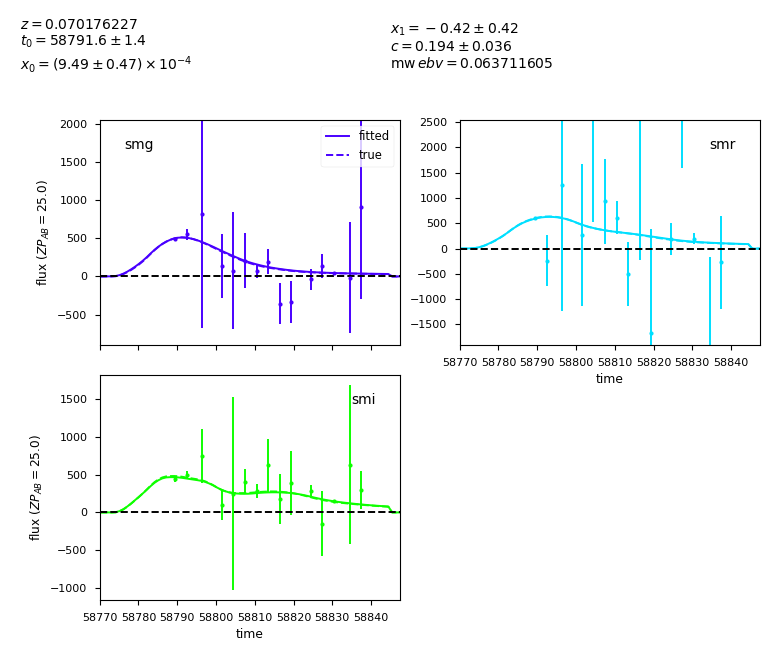 z = 0.070176227
t₀ = 58791.6 ± 1.4
x₀ = (9.49 ± 0.47) × 10⁻⁴
x₁ = −0.42 ± 0.42
c = 0.194 ± 0.036
mw ebv = 0.063711605
2000
1500
1000
500
0
−500
flux (ZP_AB = 25.0)
smg
fitted
true
2500
2000
1500
1000
500
0
−500
−1000
−1500
smr
58770 58780 58790 58800 58810 58820 58830 58840
time
1500
1000
500
0
−500
−1000
flux (ZP_AB = 25.0)
smi
58770 58780 58790 58800 58810 58820 58830 58840
time